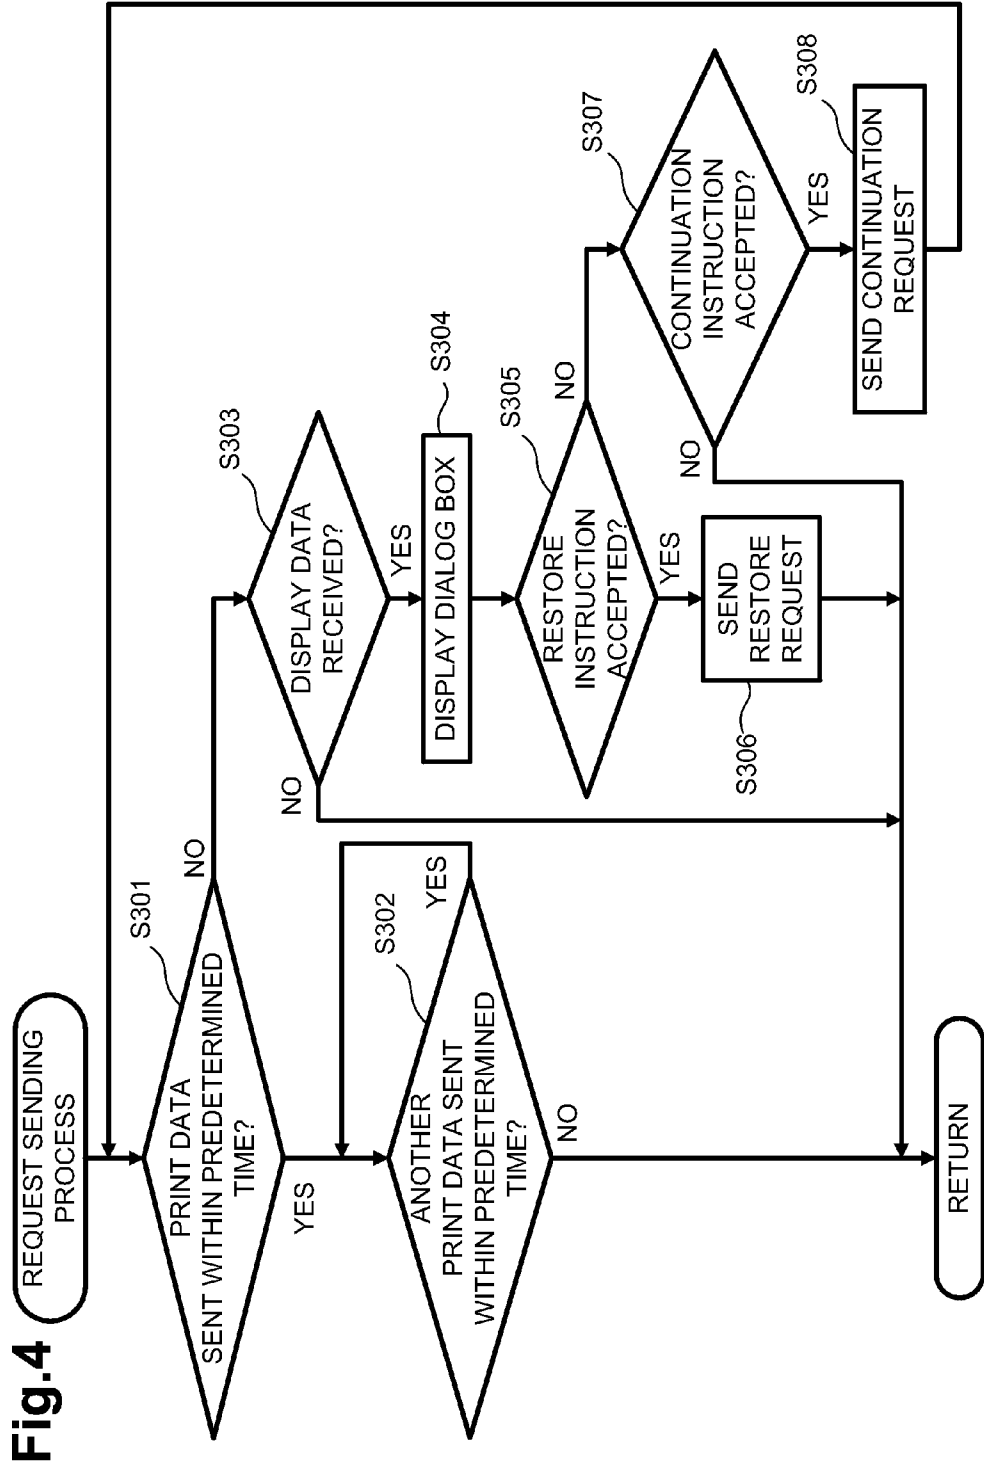 Fig.4
REQUEST SENDING
PROCESS
S301
PRINT DATA
SENT WITHIN PREDETERMINED
TIME?
NO
YES
S302
ANOTHER
PRINT DATA SENT
WITHIN PREDETERMINED
TIME?
YES
NO
S303
DISPLAY DATA
RECEIVED?
NO
YES
S304
DISPLAY DIALOG BOX
S305
RESTORE
INSTRUCTION
ACCEPTED?
NO
YES
S306
SEND
RESTORE
REQUEST
S307
CONTINUATION
INSTRUCTION
ACCEPTED?
NO
YES
S308
SEND CONTINUATION
REQUEST
RETURN